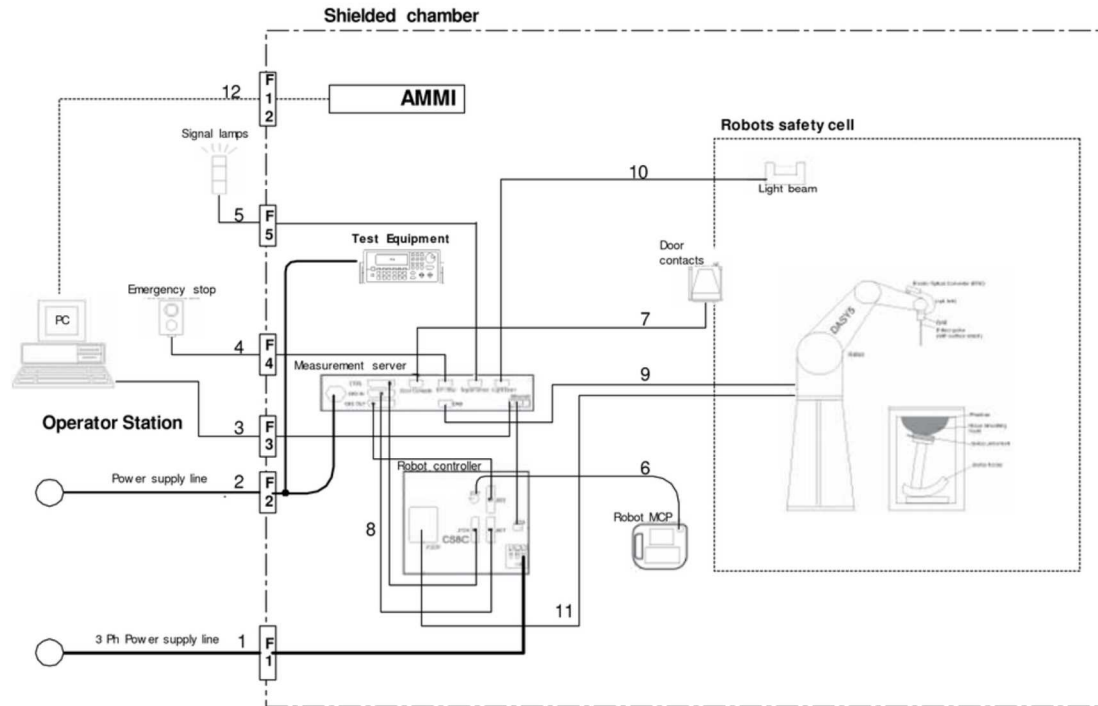 Shielded chamber
12
F
1
2
AMMI
Signal lamps
Robots safety cell
10
Light beam
5
F
5
Test Equipment
Door
contacts
Emergency stop
PC
DASY5
7
4
F
4
Measurement server
9
Operator Station
3
F
3
Power supply line
2
F
2
Robot controller
6
Robot MCP
8
CS8C
11
3 Ph Power supply line
1
F
1